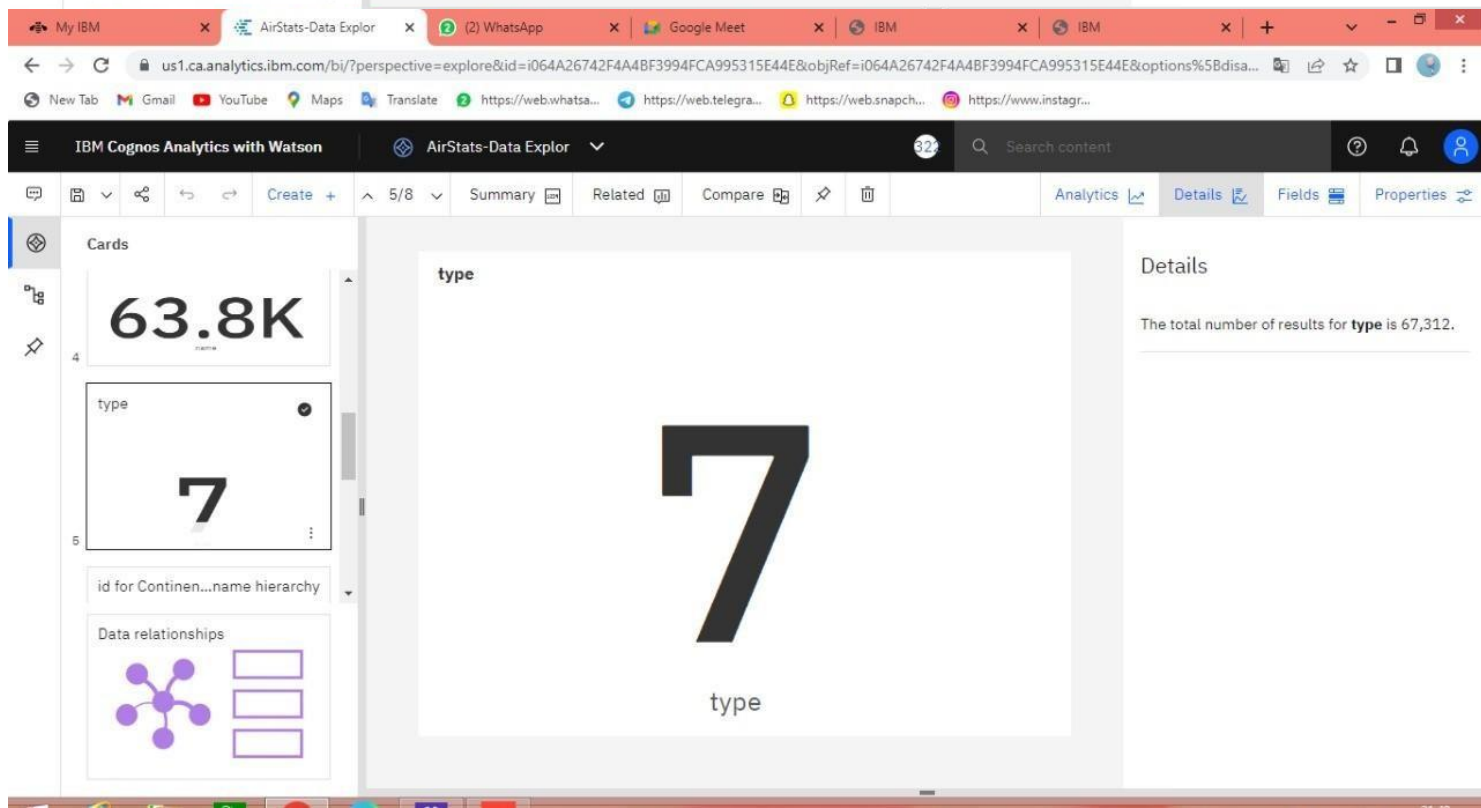 My IBM
AirStats-Data Explor
(2) WhatsApp
Google Meet
IBM
IBM
us1.ca.analytics.ibm.com/bi/?perspective=explore&id=i064A26742F4A4BF3994FCA995315E44E&objRef=i064A26742F4A4BF3994FCA995315E44E&options%5Bdisa...
New Tab
Gmail
YouTube
Maps
Translate
https://web.whatsa...
https://web.telegra...
https://web.snapch...
https://www.instagr...
IBM Cognos Analytics with Watson
AirStats-Data Explor
322
Search content
Create +
5/8
Summary
Related
Compare
Analytics
Details
Fields
Properties
Cards
63.8K
name
4
type
7
5
id for Continen...name hierarchy
Data relationships
type
7
type
Details
The total number of results for type is 67,312.